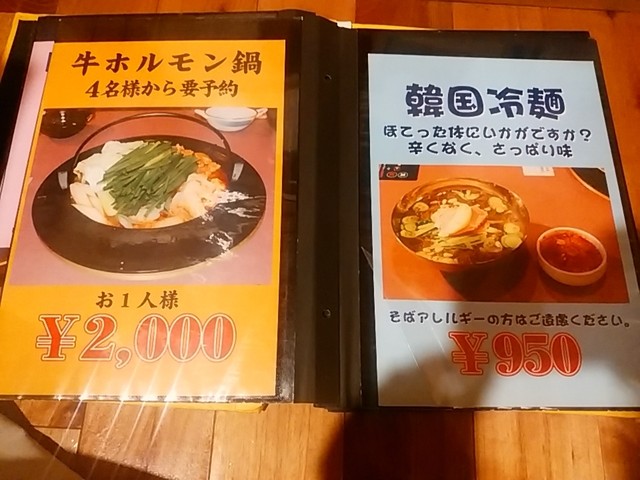 牛ホルモン鍋
4名様から要予約
お1人様
¥2,000
韓国冷麺
ほてった体にいかがですか?
辛くなく、さっぱり味
そばアレルギーの方はご遠慮ください。
¥950